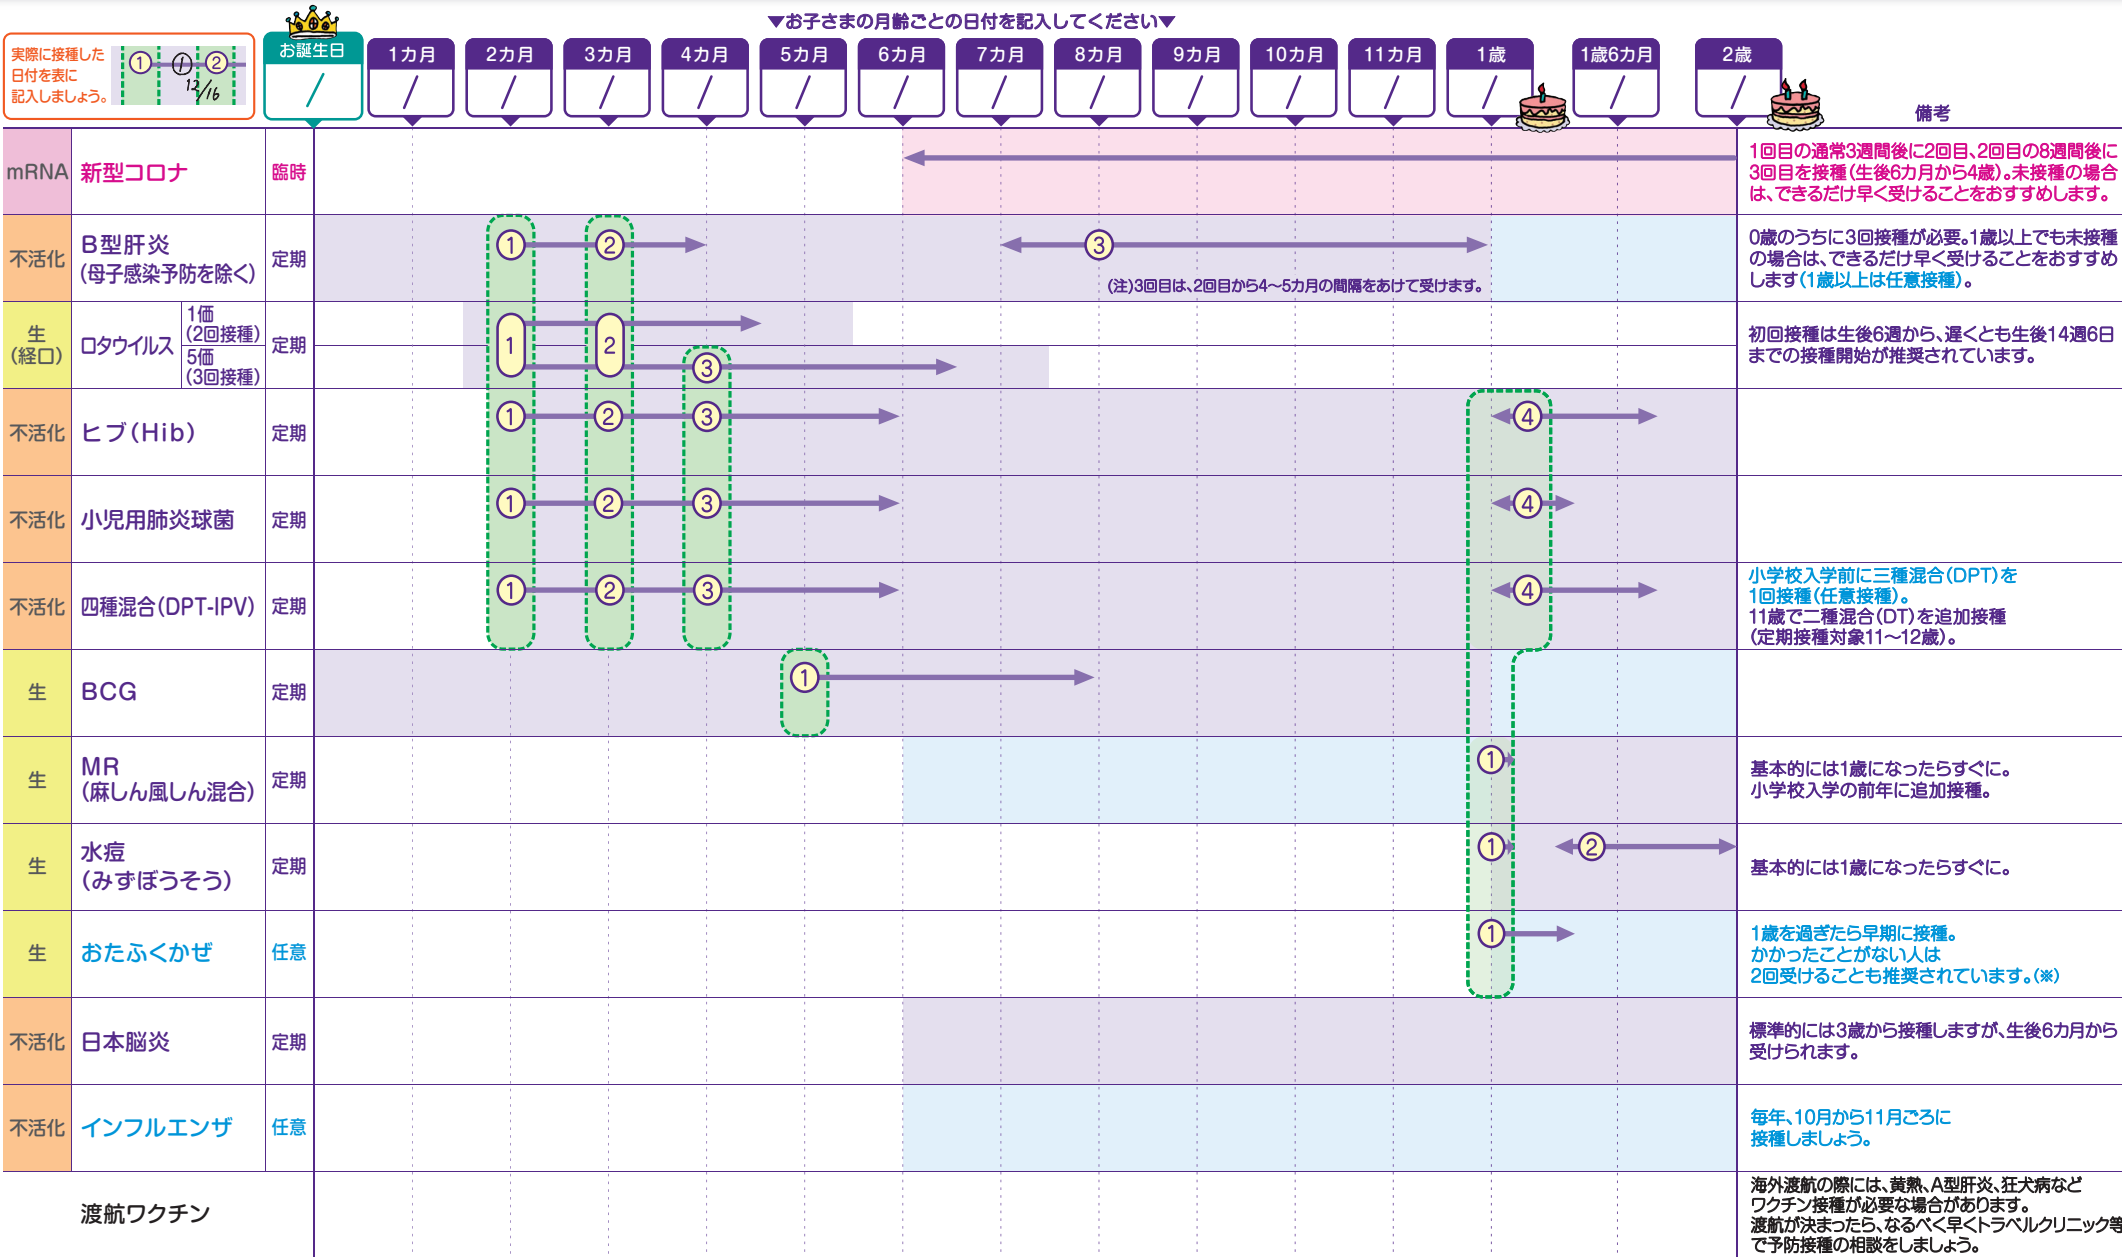 ▼お子さまの月齢ごとの日付を記入してください▼
実際に接種した
日付を表に
記入しましょう。
① ① ②
12/16
お誕生日 1カ月 2カ月 3カ月 4カ月 5カ月 6カ月 7カ月 8カ月 9カ月 10カ月 11カ月 1歳 1歳6カ月 2歳
/ / / / / / / / / / / / / / /
備考
mRNA 新型コロナ 臨時
1回目の通常3週間後に2回目、2回目の8週間後に
3回目を接種(生後6カ月から4歳)。未接種の場合
は、できるだけ早く受けることをおすすめします。
不活化 B型肝炎
(母子感染予防を除く) 定期
① ② ③
(注)3回目は、2回目から4〜5カ月の間隔をあけて受けます。
0歳のうちに3回接種が必要。1歳以上でも未接種
の場合は、できるだけ早く受けることをおすすめ
します(1歳以上は任意接種)。
生
(経口) ロタウイルス 定期
1価
(2回接種)
5価
(3回接種)
1 2 ③
初回接種は生後6週から、遅くとも生後14週6日
までの接種開始が推奨されています。
不活化 ヒブ(Hib) 定期 ① ② ③ ④
不活化 小児用肺炎球菌 定期 ① ② ③ ④
不活化 四種混合(DPT-IPV) 定期 ① ② ③ ④
小学校入学前に三種混合(DPT)を
1回接種(任意接種)。
11歳で二種混合(DT)を追加接種
(定期接種対象11〜12歳)。
生 BCG 定期 ①
生 MR
(麻しん風しん混合) 定期 ①
基本的には1歳になったらすぐに。
小学校入学の前年に追加接種。
生 水痘
(みずぼうそう) 定期 ① ②
基本的には1歳になったらすぐに。
生 おたふくかぜ 任意 ①
1歳を過ぎたら早期に接種。
かかったことがない人は
2回受けることも推奨されています。(※)
不活化 日本脳炎 定期
標準的には3歳から接種しますが、生後6カ月から
受けられます。
不活化 インフルエンザ 任意
毎年、10月から11月ごろに
接種しましょう。
渡航ワクチン
海外渡航の際には、黄熱、A型肝炎、狂犬病など
ワクチン接種が必要な場合があります。
渡航が決まったら、なるべく早くトラベルクリニック等
で予防接種の相談をしましょう。